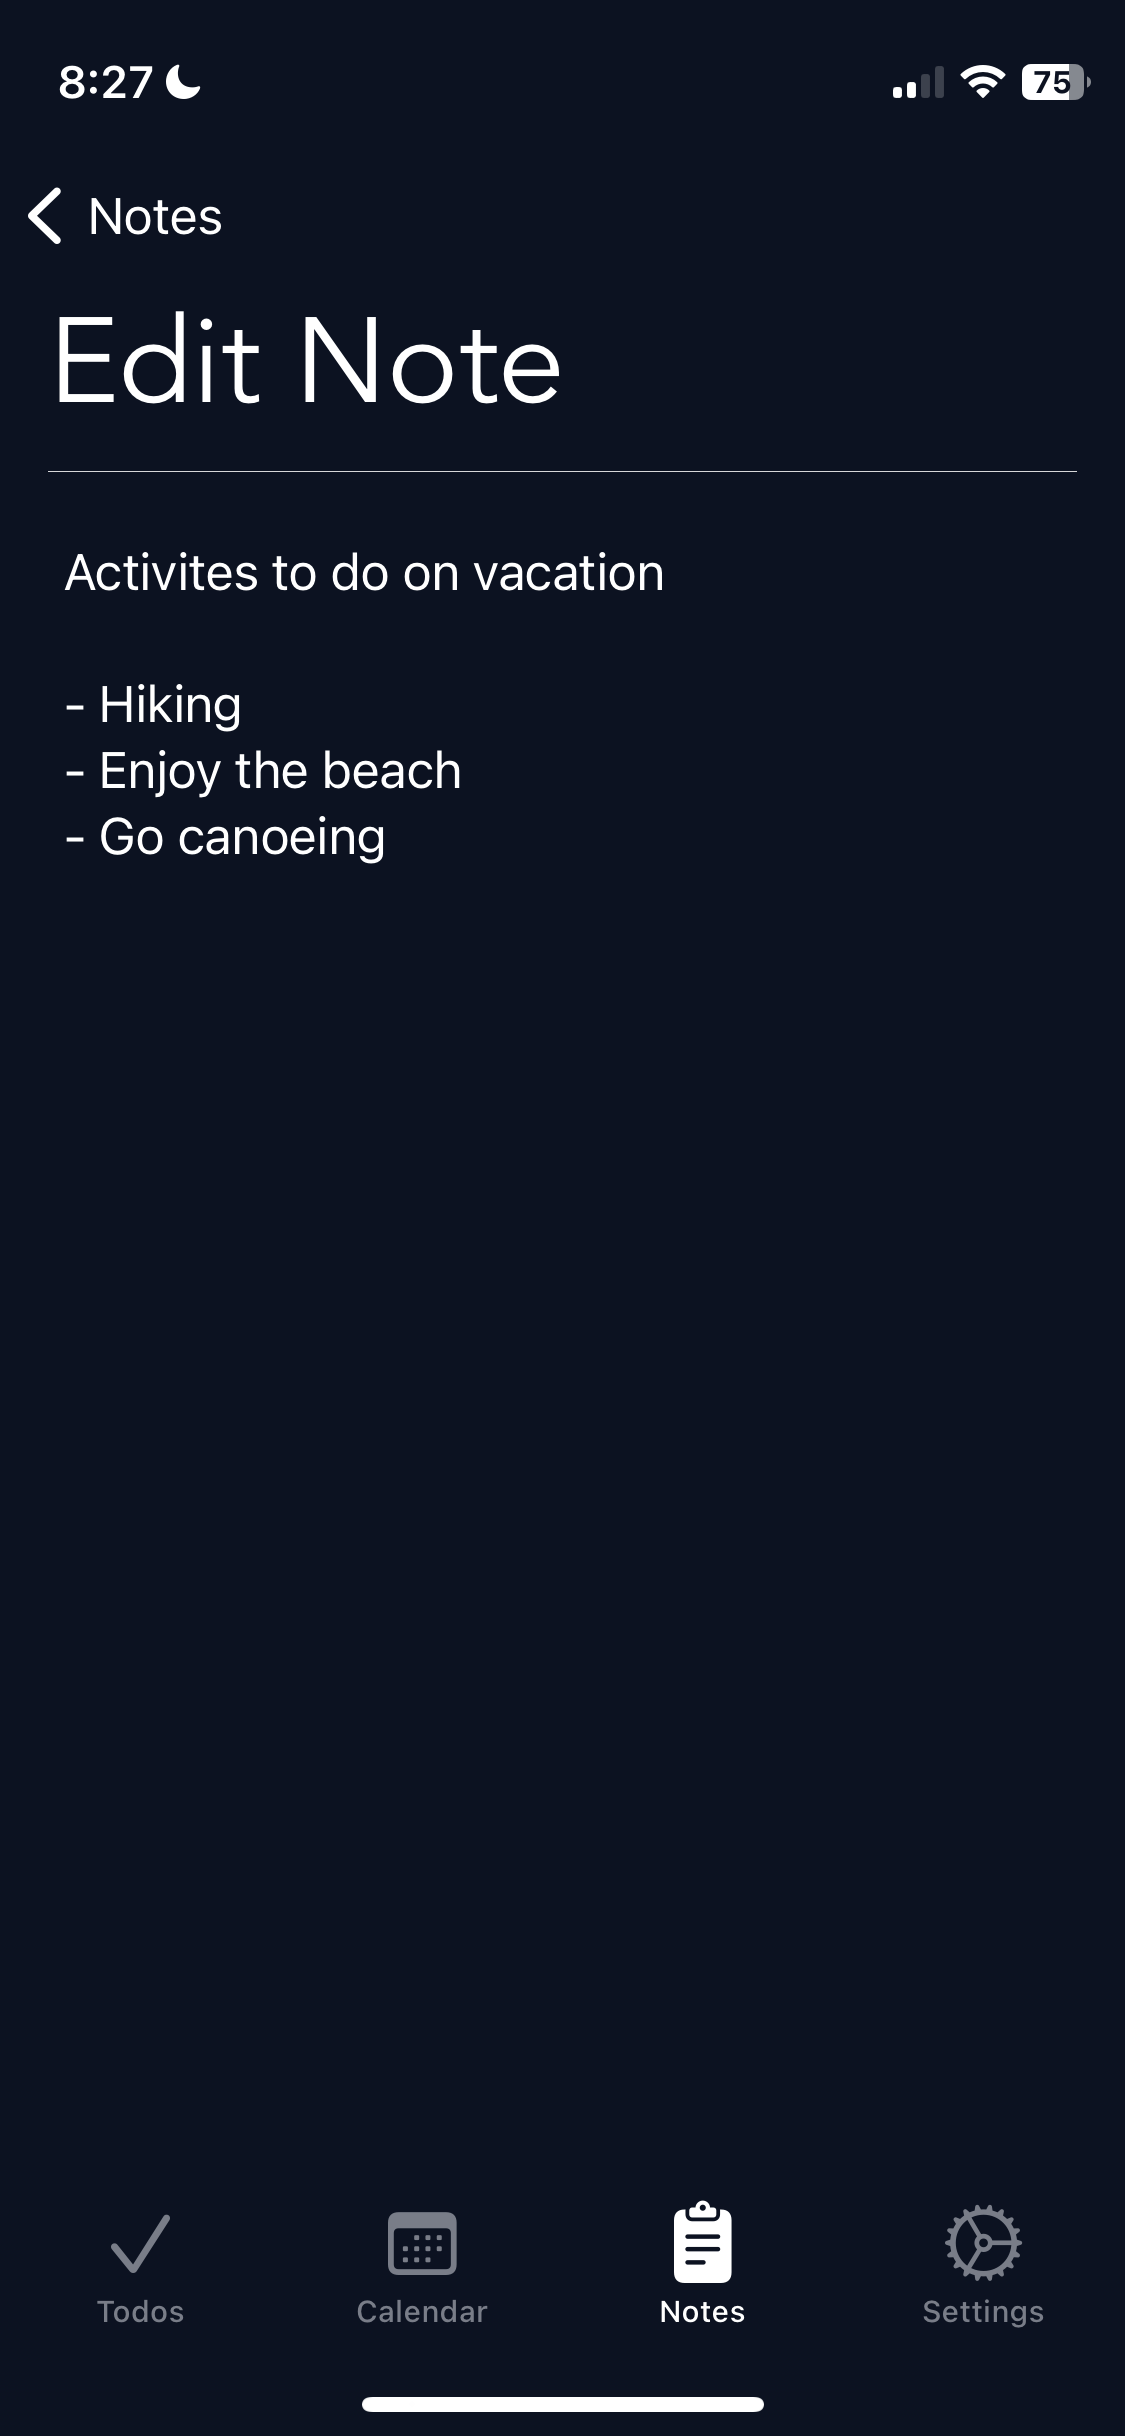 8:27
75
Notes
Edit Note
Activites to do on vacation
- Hiking
- Enjoy the beach
- Go canoeing
Todos
Calendar
Notes
Settings